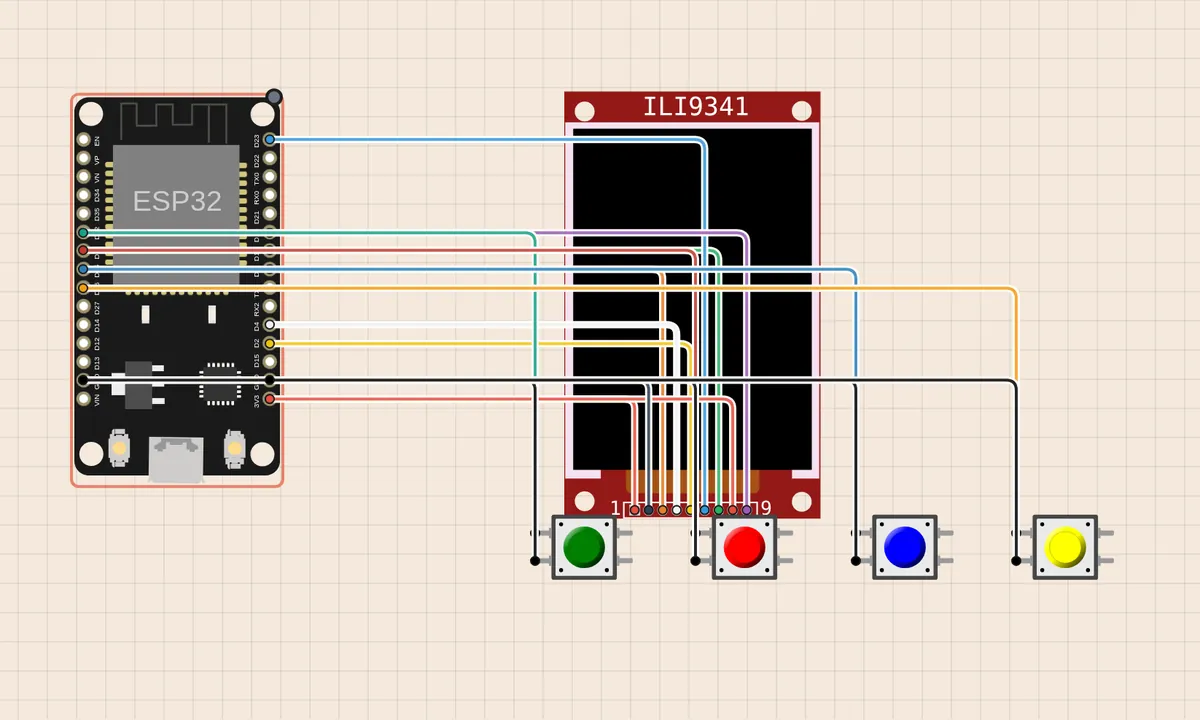 ILI9341
ESP32
EN
VP
VN
D34
D35
D27
D14
D12
D13
VIN
D23
D22
TX0
RX0
D21
RX2
D4
D2
D15
3V3
1
9